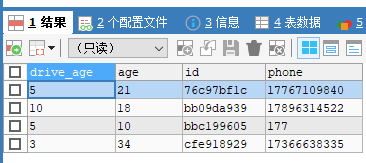 1 结果 2 个配置文件 3 信息 4 表数据 5
(只读)
drive_age age id phone
5 21 76c97bf1c 17767109840
10 18 bb09da939 17896314522
5 10 bbc199605 177
3 34 cfe918929 17366638335